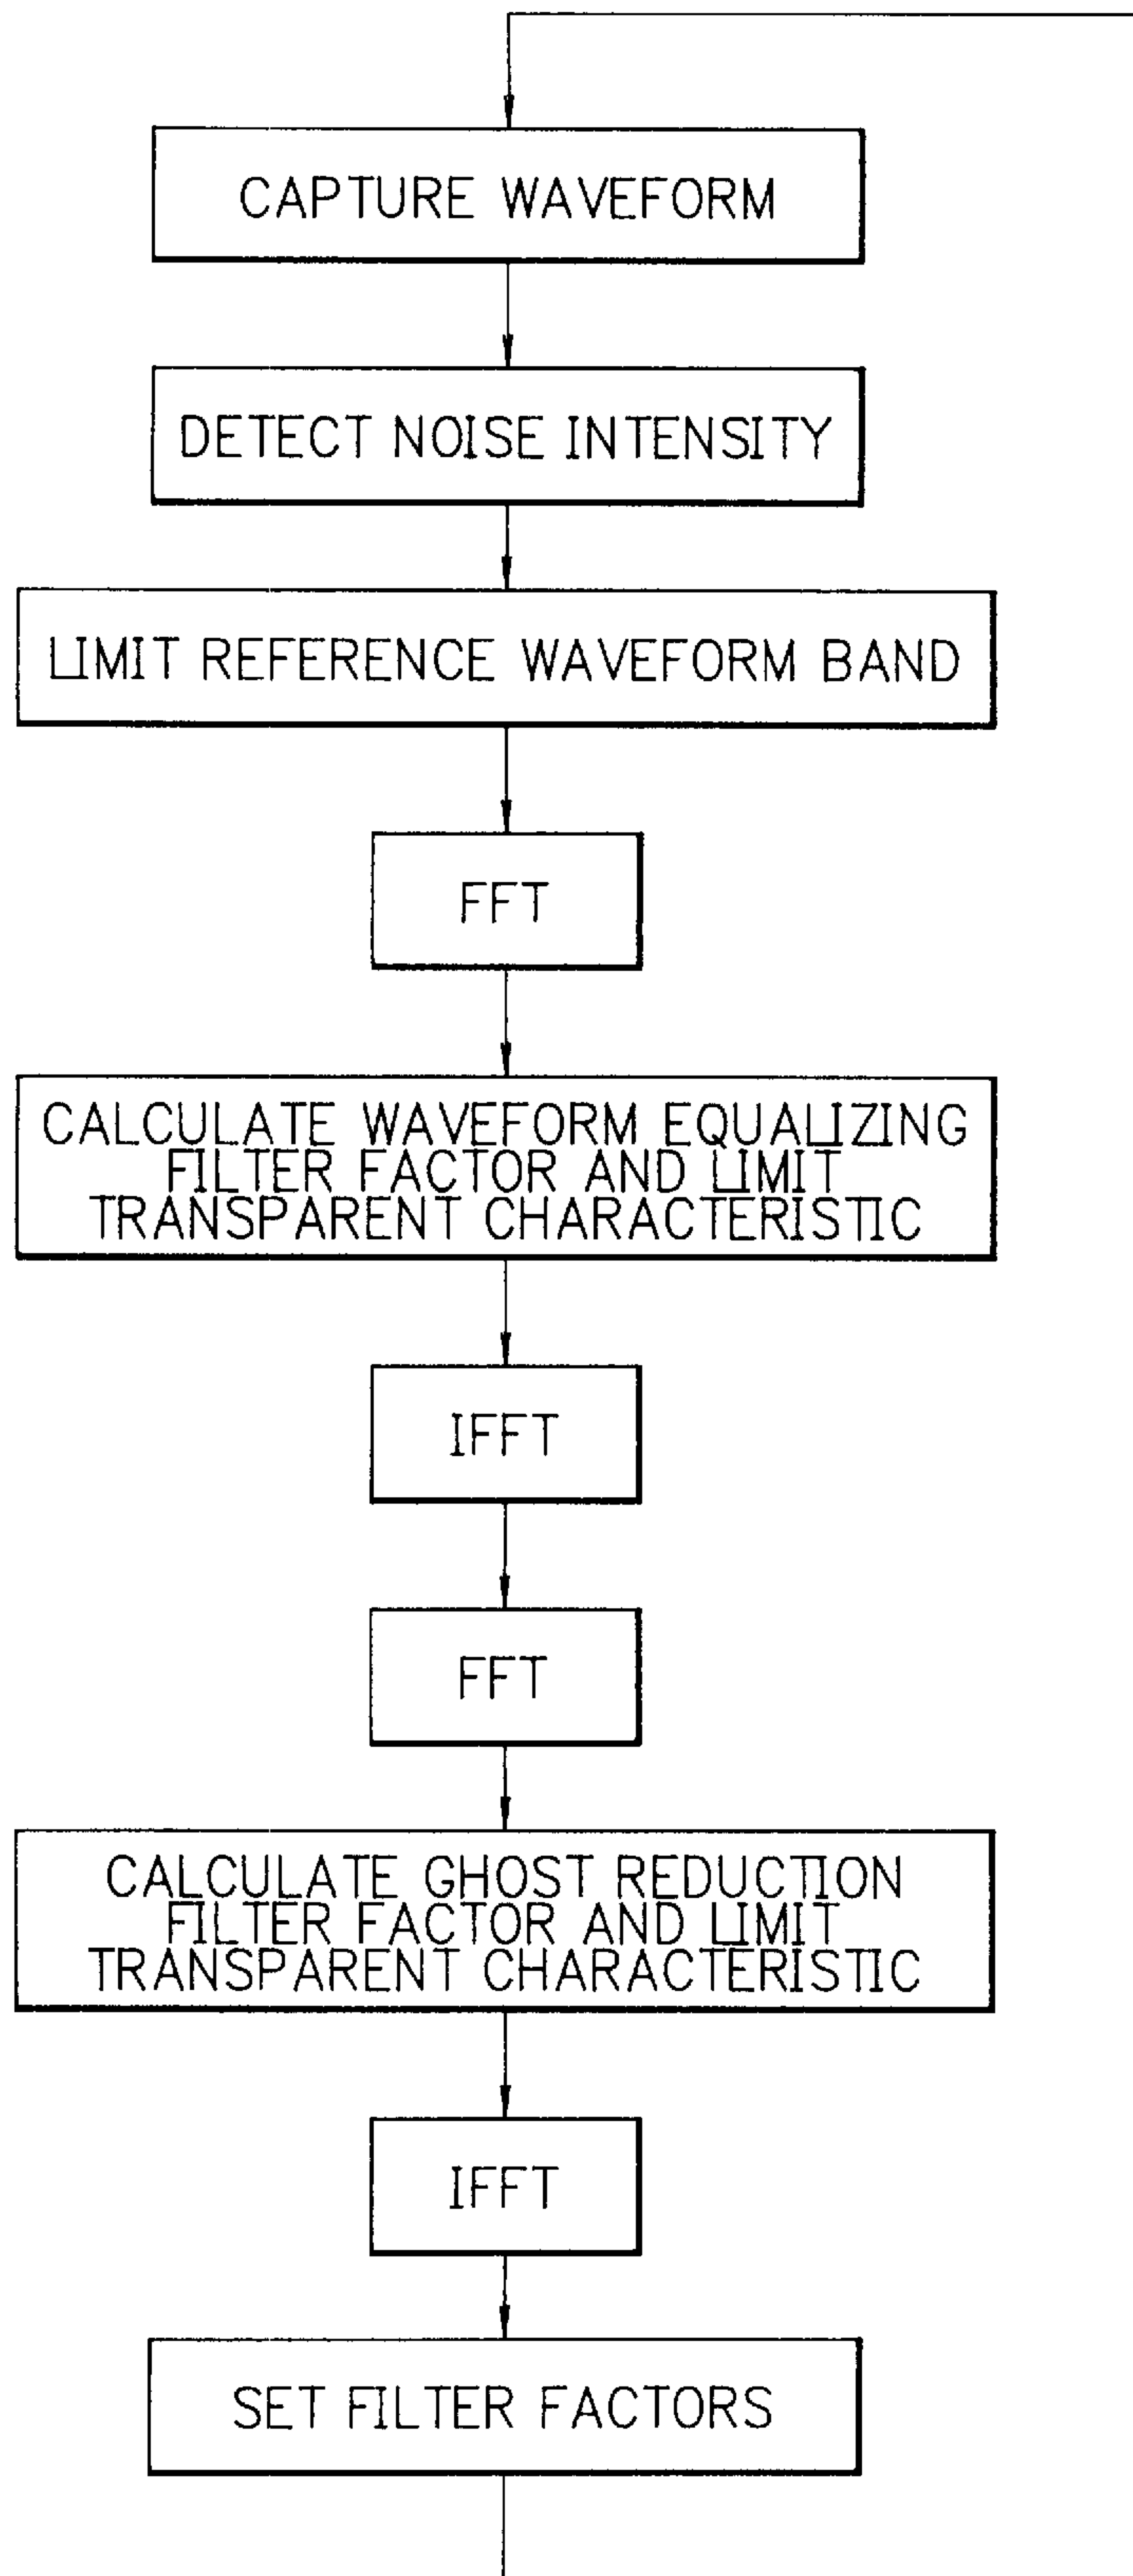 CAPTURE WAVEFORM
DETECT NOISE INTENSITY
LIMIT REFERENCE WAVEFORM BAND
FFT
CALCULATE WAVEFORM EQUALIZING
FILTER FACTOR AND LIMIT
TRANSPARENT CHARACTERISTIC
IFFT
FFT
CALCULATE GHOST REDUCTION
FILTER FACTOR AND LIMIT
TRANSPARENT CHARACTERISTIC
IFFT
SET FILTER FACTORS